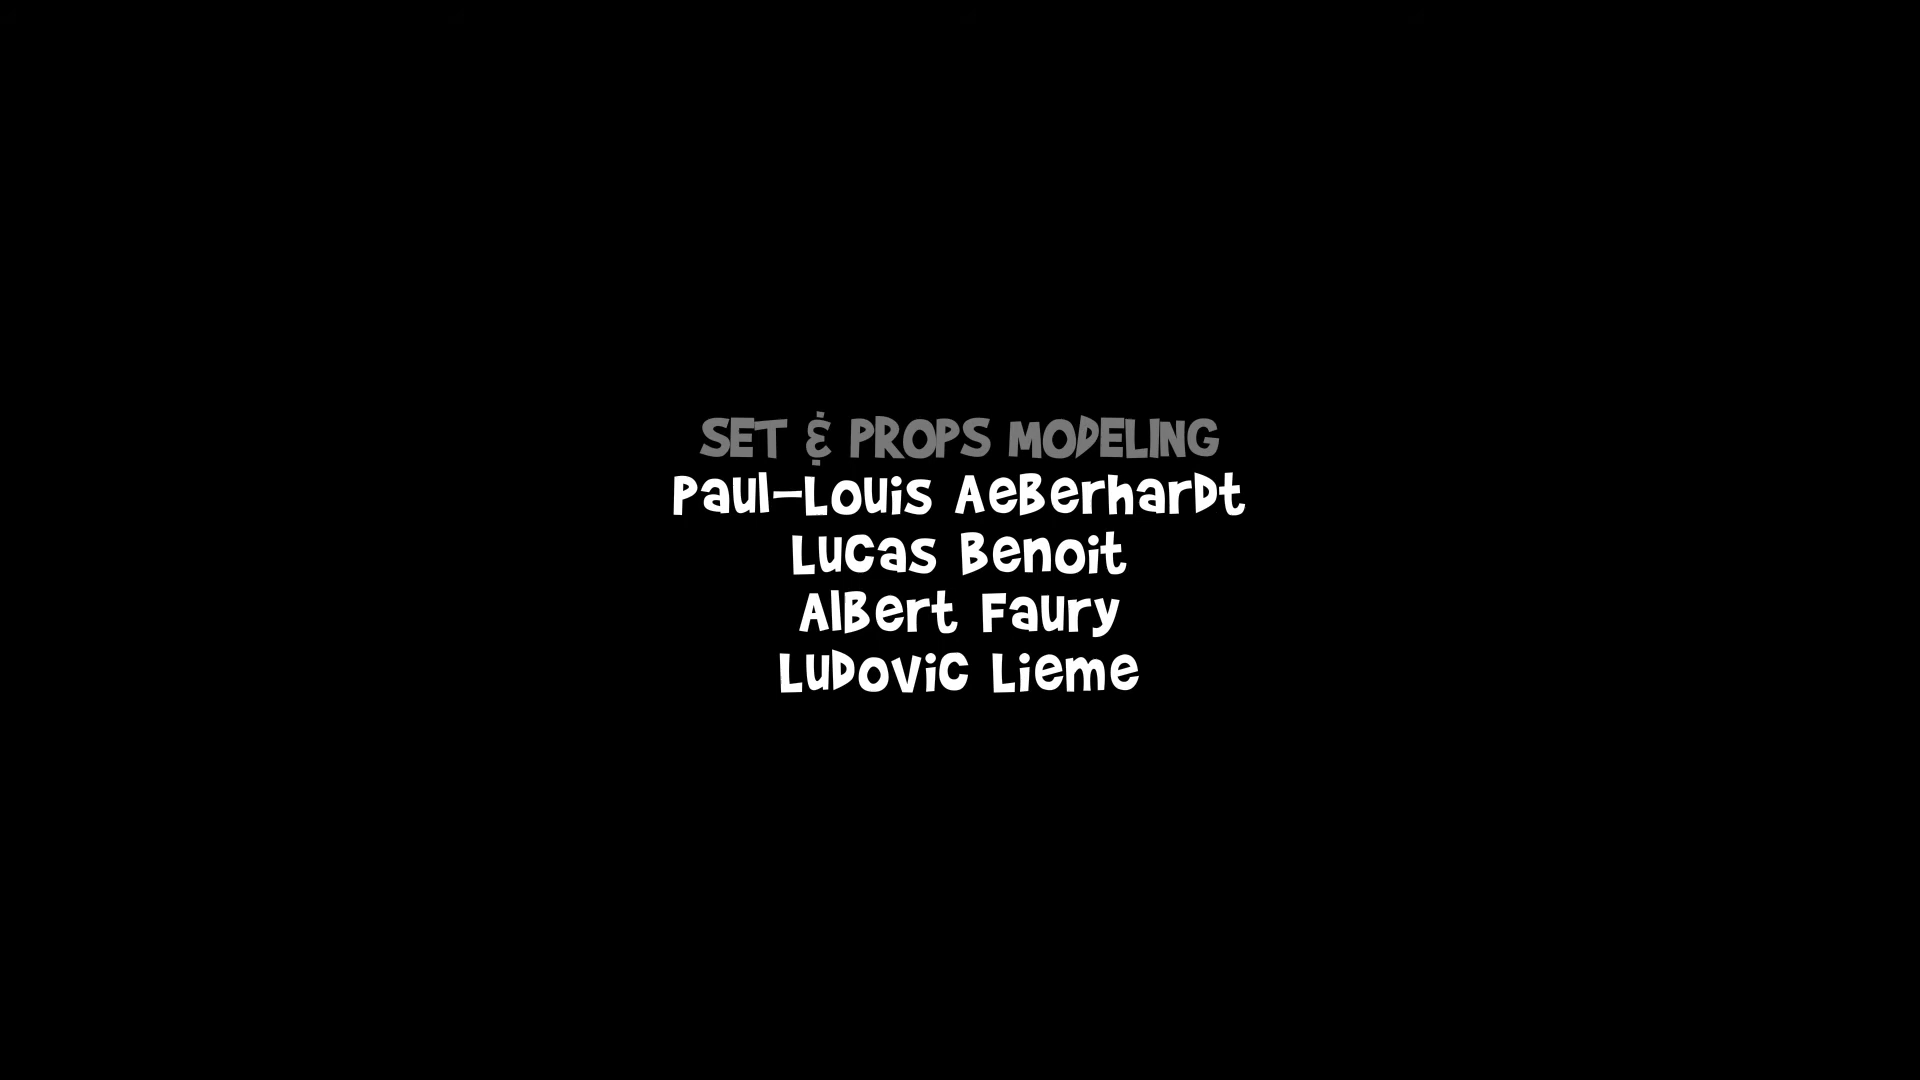 SET & PROPS MODELING
Paul-Louis Aeberhardt
Lucas Benoit
Albert Faury
Ludovic Lieme